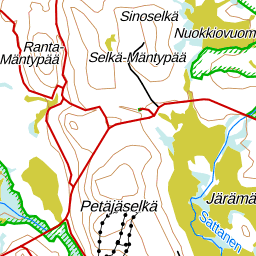 Sinoselkä
Nuokkiovuom
Ranta-
Mäntypää
Selkä-Mäntypää
Petäjäselkä
Järämä
Sattanen